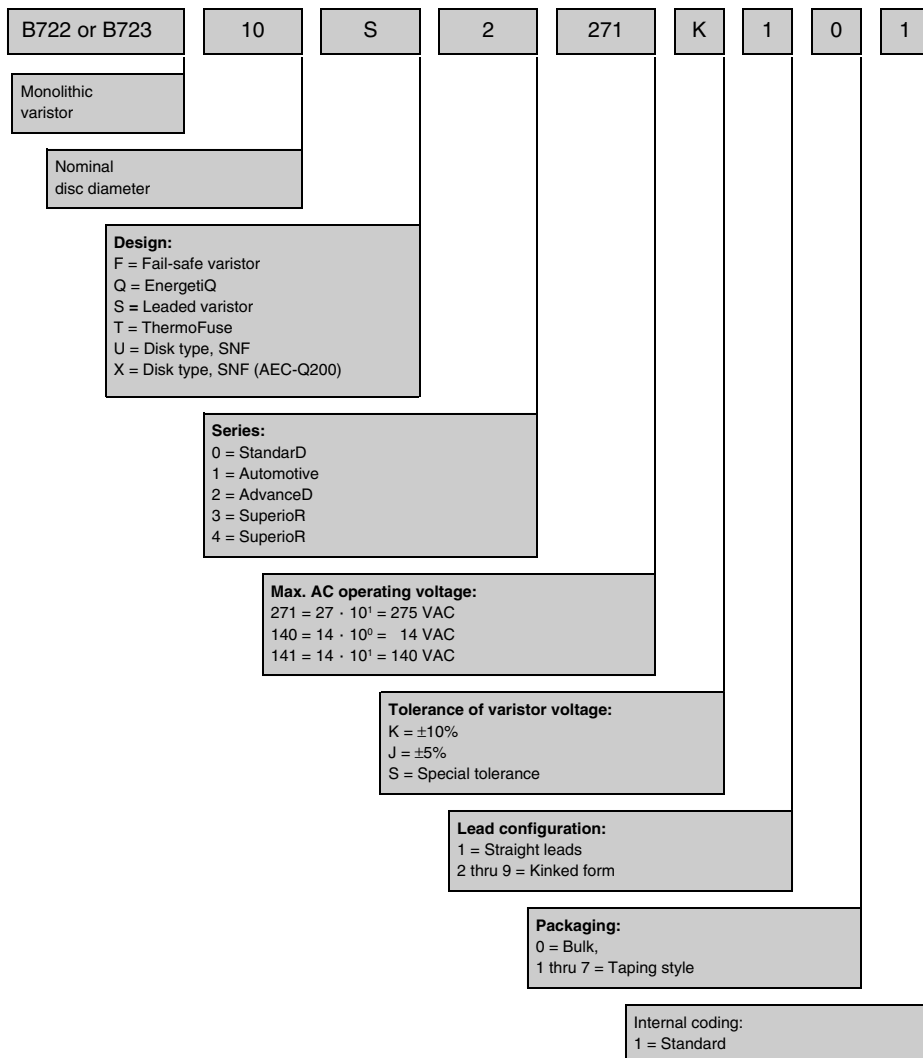 B722 or B723 10 S 2 271 K 1 0 1
Monolithic
varistor
Nominal
disc diameter
Design:
F = Fail-safe varistor
Q = EnergetiQ
S = Leaded varistor
T = ThermoFuse
U = Disk type, SNF
X = Disk type, SNF (AEC-Q200)
Series:
0 = StandarD
1 = Automotive
2 = AdvanceD
3 = SuperioR
4 = SuperioR
Max. AC operating voltage:
271 = 27 · 10¹ = 275 VAC
140 = 14 · 10⁰ = 14 VAC
141 = 14 · 10¹ = 140 VAC
Tolerance of varistor voltage:
K = ±10%
J = ±5%
S = Special tolerance
Lead configuration:
1 = Straight leads
2 thru 9 = Kinked form
Packaging:
0 = Bulk,
1 thru 7 = Taping style
Internal coding:
1 = Standard